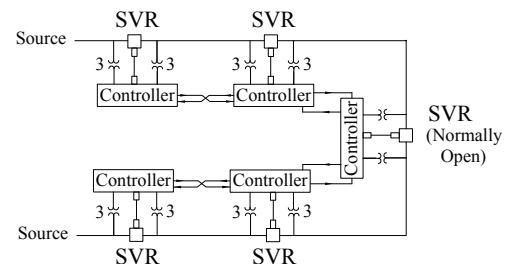 SVR SVR
Source
3 3 3 3
Controller Controller
Controller
SVR
(Normally
Open)
Controller Controller
3 3 3 3
Source
SVR SVR